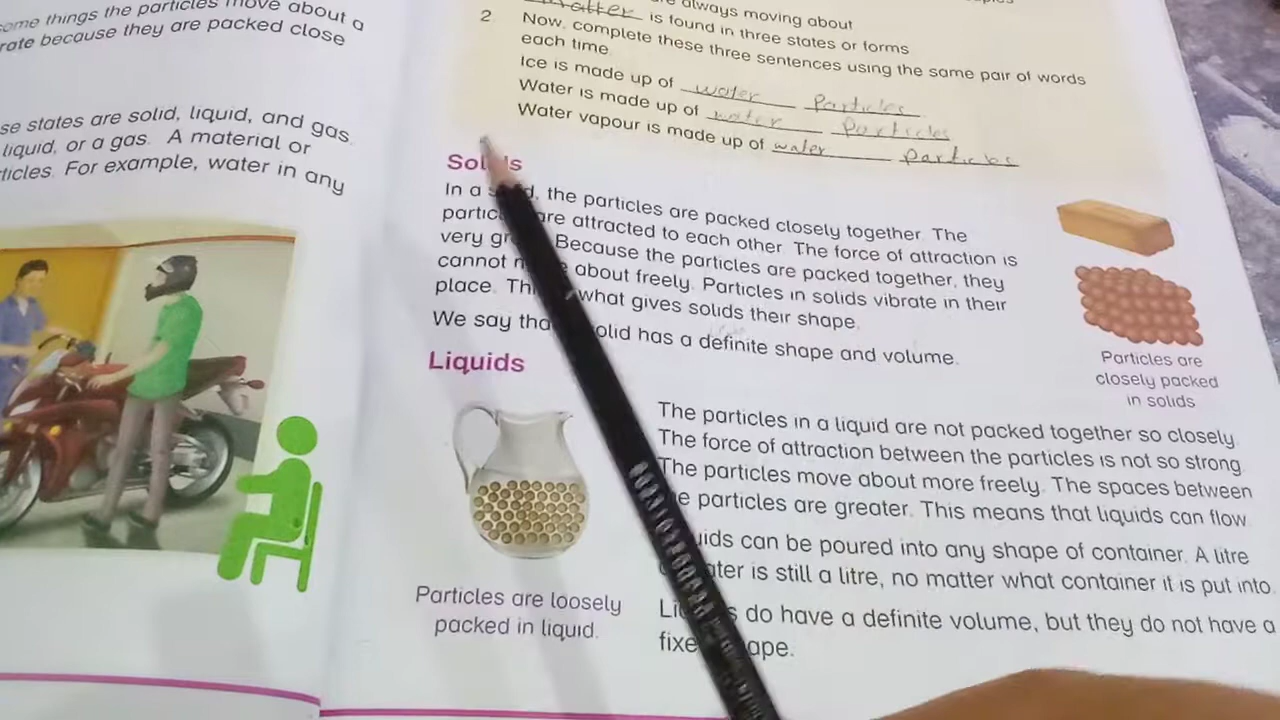 ome things the particles move about a
rate because they are packed close
se states are solid, liquid, and gas.
liquid, or a gas. A material or
ticles. For example, water in any
always moving about
2 Matter is found in three states or forms
Now, complete these three sentences using the same pair of words
each time.
Ice is made up of water Particles
Water is made up of water Particles
Water vapour is made up of water particles
Solids
In a , the particles are packed closely together. The
are attracted to each other. The force of attraction is
very Because the particles are packed together, they
cannot about freely. Particles in solids vibrate in their
place. what gives solids their shape.
We say solid has a definite shape and volume.
Particles are
closely packed
in solids
Liquids
The particles in a liquid are not packed together so closely.
The force of attraction between the particles is not so strong.
The particles move about more freely. The spaces between
particles are greater. This means that liquids can flow
uids can be poured into any shape of container. A litre
ater is still a litre, no matter what container it is put into.
do have a definite volume, but they do not have a
ape.
Particles are loosely
packed in liquid.